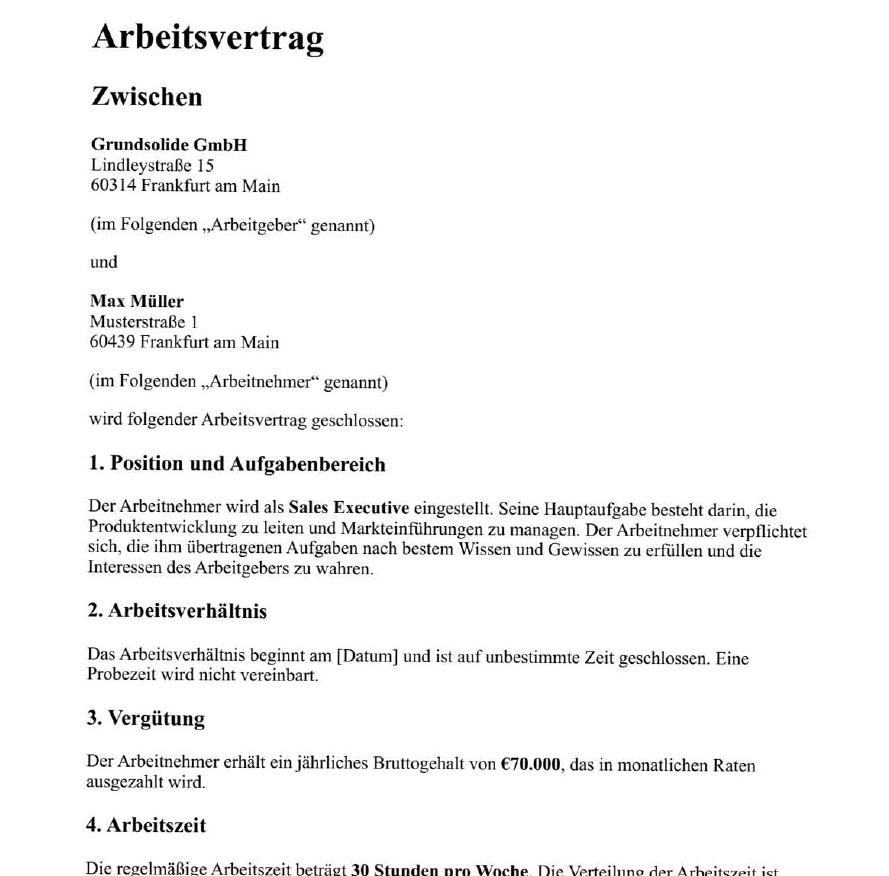 Arbeitsvertrag
Zwischen
Grundsolide GmbH
Lindleystraße 15
60314 Frankfurt am Main
(im Folgenden „Arbeitgeber“ genannt)
und
Max Müller
Musterstraße 1
60439 Frankfurt am Main
(im Folgenden „Arbeitnehmer“ genannt)
wird folgender Arbeitsvertrag geschlossen:
1. Position und Aufgabenbereich
Der Arbeitnehmer wird als Sales Executive eingestellt. Seine Hauptaufgabe besteht darin, die
Produktentwicklung zu leiten und Markteinführungen zu managen. Der Arbeitnehmer verpflichtet
sich, die ihm übertragenen Aufgaben nach bestem Wissen und Gewissen zu erfüllen und die
Interessen des Arbeitgebers zu wahren.
2. Arbeitsverhältnis
Das Arbeitsverhältnis beginnt am [Datum] und ist auf unbestimmte Zeit geschlossen. Eine
Probezeit wird nicht vereinbart.
3. Vergütung
Der Arbeitnehmer erhält ein jährliches Bruttogehalt von €70.000, das in monatlichen Raten
ausgezahlt wird.
4. Arbeitszeit
Die regelmäßige Arbeitszeit beträgt 30 Stunden pro Woche. Die Verteilung der Arbeitszeit ist